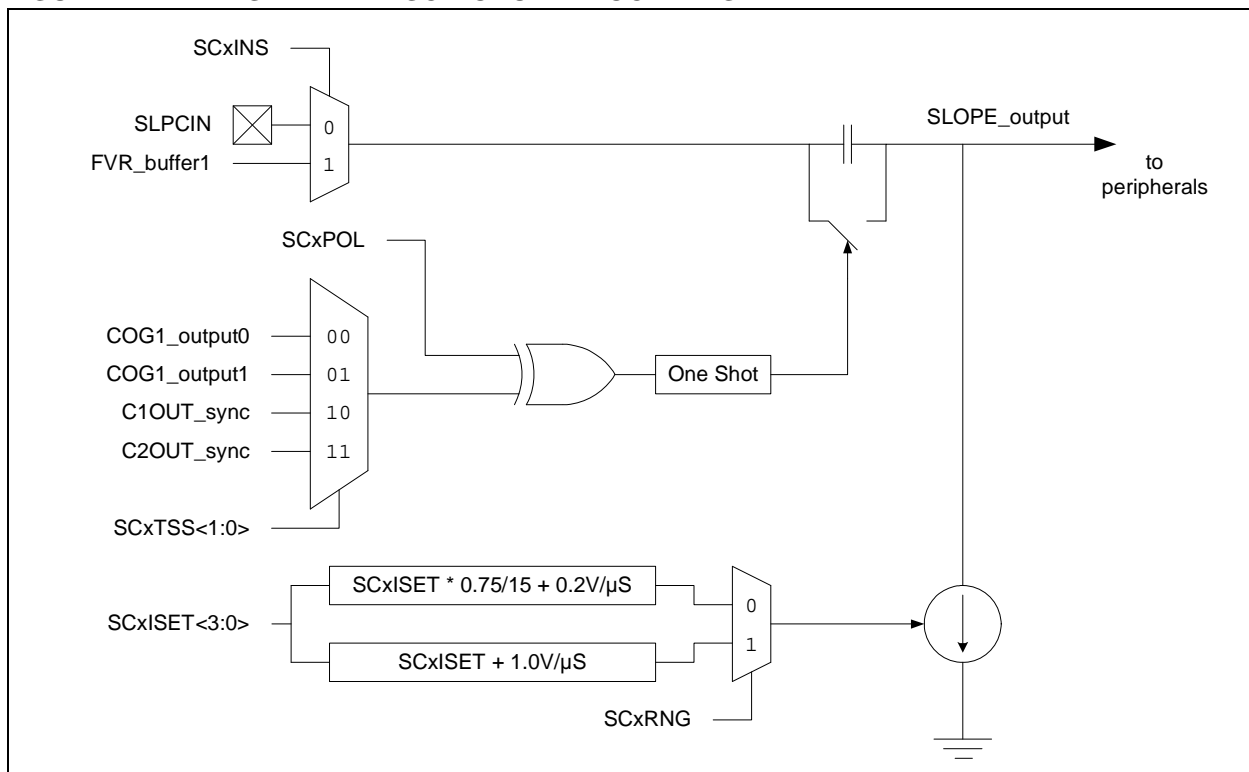 SCxINS
SLPCIN
0
SLOPE_output
FVR_buffer1
1
to
peripherals
SCxPOL
COG1_output0
00
COG1_output1
01
One Shot
C1OUT_sync
10
C2OUT_sync
11
SCxTSS<1:0>
SCxISET * 0.75/15 + 0.2V/µS
0
SCxISET<3:0>
1
SCxISET + 1.0V/µS
SCxRNG